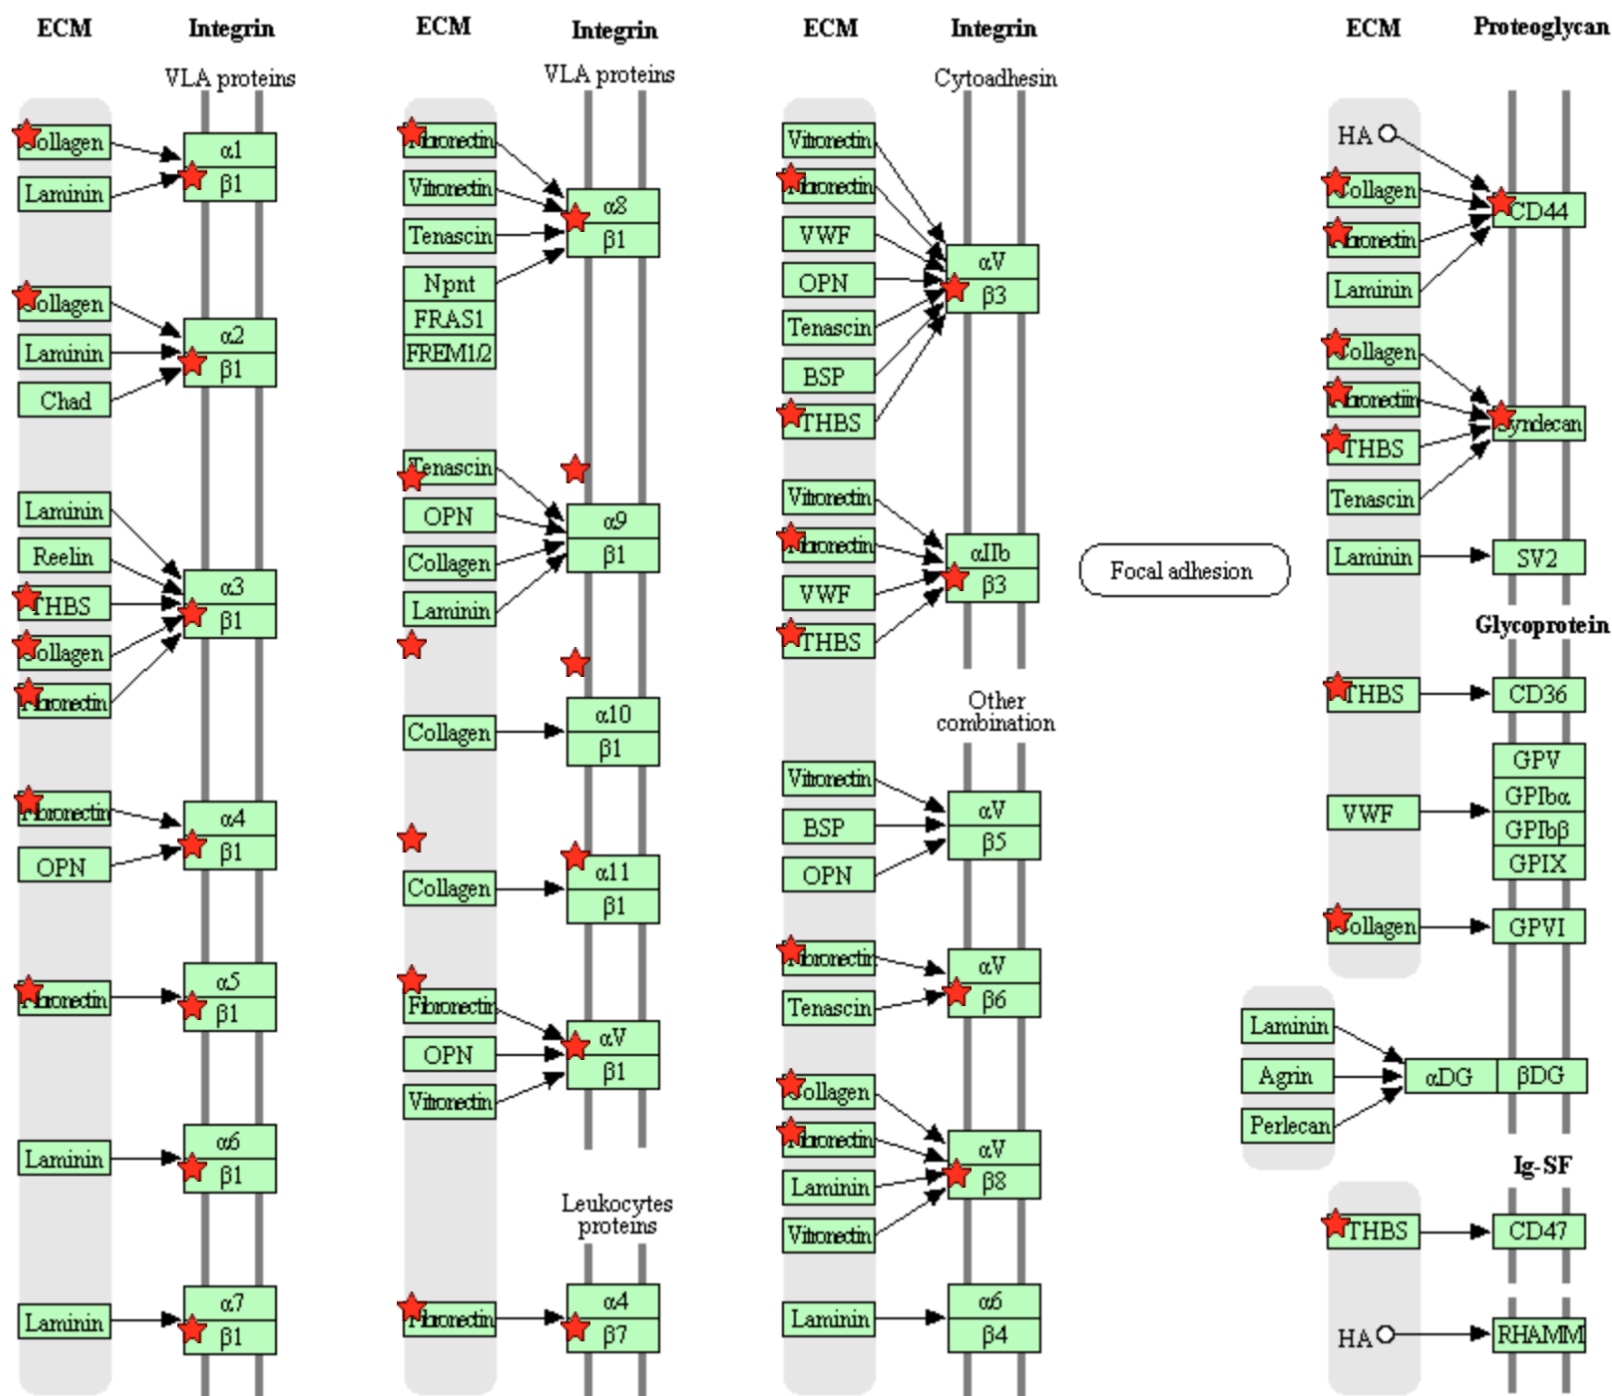 ECM
Integrin
VLA proteins
Collagen
Laminin
α1
β1
Collagen
Laminin
Chad
α2
β1
Laminin
Reelin
THBS
Collagen
Fibronectin
α3
β1
Fibronectin
OPN
α4
β1
Fibronectin
α5
β1
Laminin
α6
β1
Laminin
α7
β1
ECM
Integrin
VLA proteins
Fibronectin
Vitronectin
Tenascin
Npnt
FRAS1
FREM1/2
α8
β1
Tenascin
OPN
Collagen
Laminin
α9
β1
Collagen
α10
β1
Collagen
α11
β1
Fibronectin
OPN
Vitronectin
αV
β1
Leukocytes
proteins
Fibronectin
α4
β7
ECM
Integrin
Cytoadhesin
Vitronectin
Fibronectin
VWF
OPN
Tenascin
BSP
THBS
αV
β3
Vitronectin
Fibronectin
VWF
THBS
αIIb
β3
Other
combination
Vitronectin
BSP
OPN
αV
β5
Fibronectin
Tenascin
αV
β6
Collagen
Fibronectin
Laminin
Vitronectin
αV
β8
Laminin
α6
β4
Focal adhesion
ECM
Proteoglycan
HA
Collagen
Fibronectin
Laminin
CD44
Collagen
Fibronectiin
THBS
Tenascin
Syndecan
Laminin
SV2
Glycoprotein
THBS
CD36
VWF
GPV
GPIbα
GPIbβ
GPIX
Collagen
GPVI
Laminin
Agrin
Perlecan
αDG
βDG
Ig-SF
THBS
CD47
HA
RHAMM